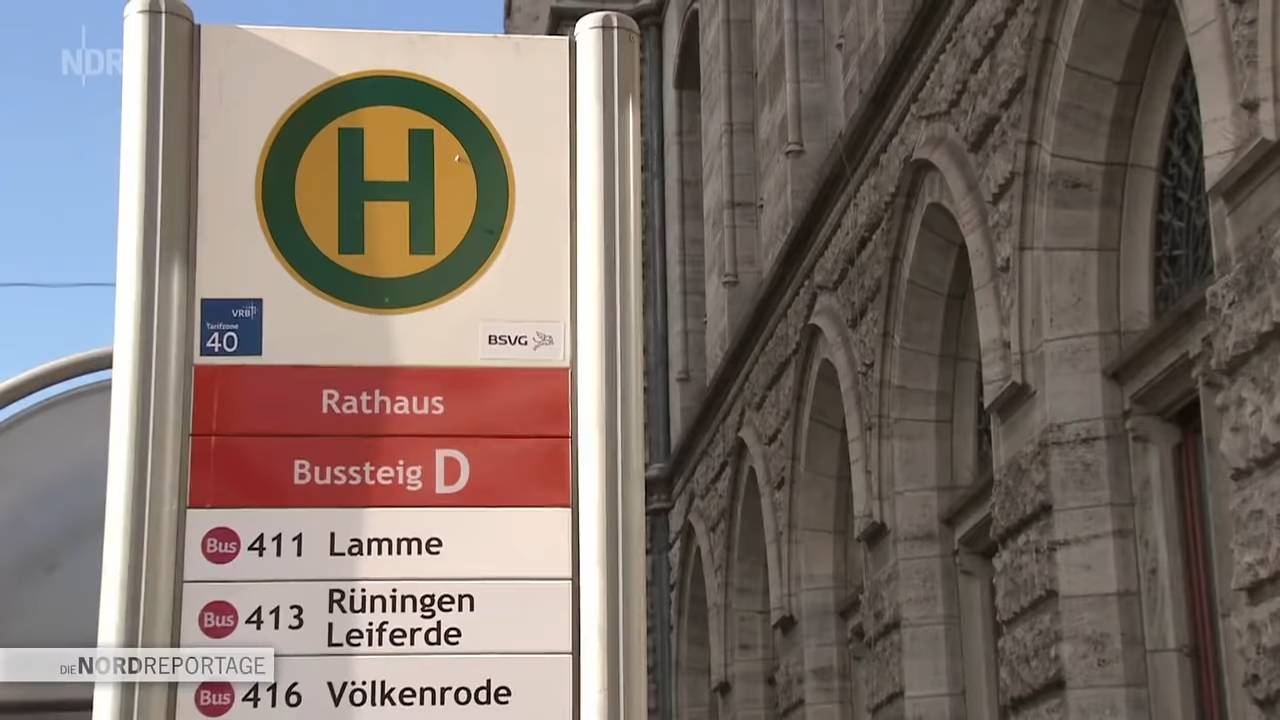 NDR
H
VRB
Tarifzone
40
BSVG
Rathaus
Bussteig D
Bus 411 Lamme
Bus 413 Rüningen
Leiferde
DIE NORDREPORTAGE
Bus 416 Völkenrode